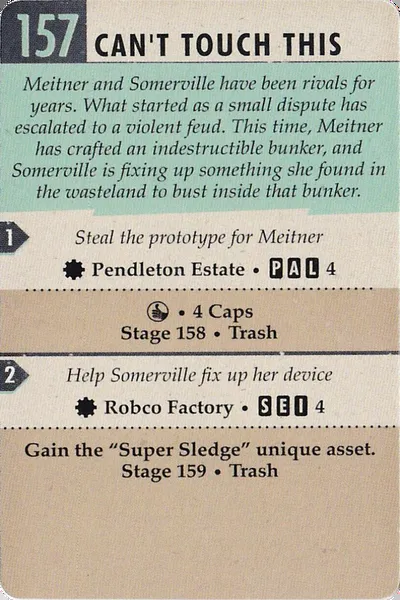 157 CAN'T TOUCH THIS
Meitner and Somerville have been rivals for
years. What started as a small dispute has
escalated to a violent feud. This time, Meitner
has crafted an indestructible bunker, and
Somerville is fixing up something she found in
the wasteland to bust inside that bunker.
1 Steal the prototype for Meitner
Pendleton Estate • P A L 4
• 4 Caps
Stage 158 • Trash
2 Help Somerville fix up her device
Robco Factory • S E I 4
Gain the “Super Sledge” unique asset.
Stage 159 • Trash